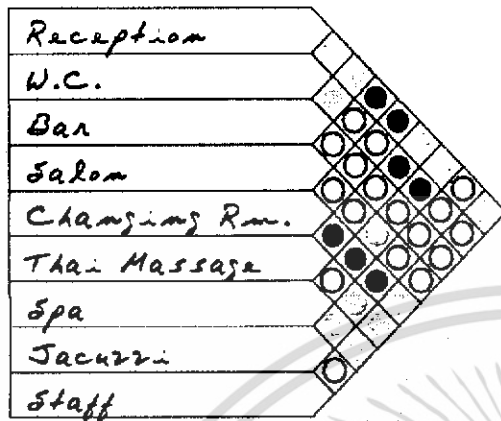 Reception
W.C.
Bar
Salon
Changing Rm.
Thai Massage
Spa
Jacuzzi
Staff